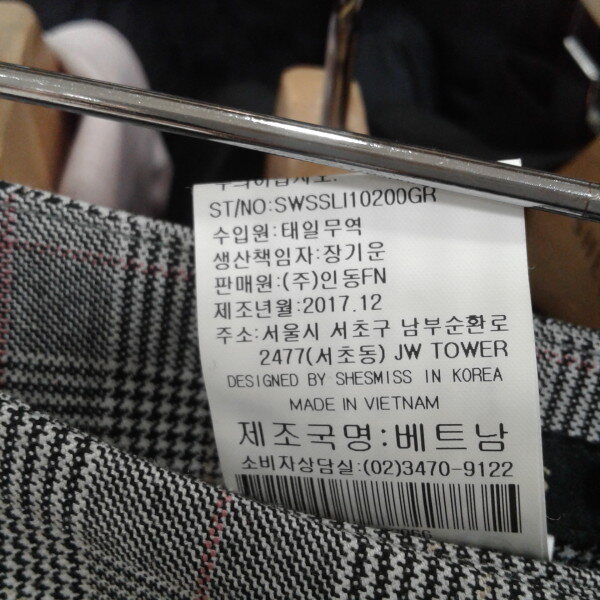 ST/NO:SWSSLI10200GR
수입원:태일무역
생산책임자:장기운
판매원:(주)인동FN
제조년월:2017.12
주소:서울시 서초구 남부순환로
2477(서초동) JW TOWER
DESIGNED BY SHESMISS IN KOREA
MADE IN VIETNAM
제조국명:베트남
소비자상담실:(02)3470-9122